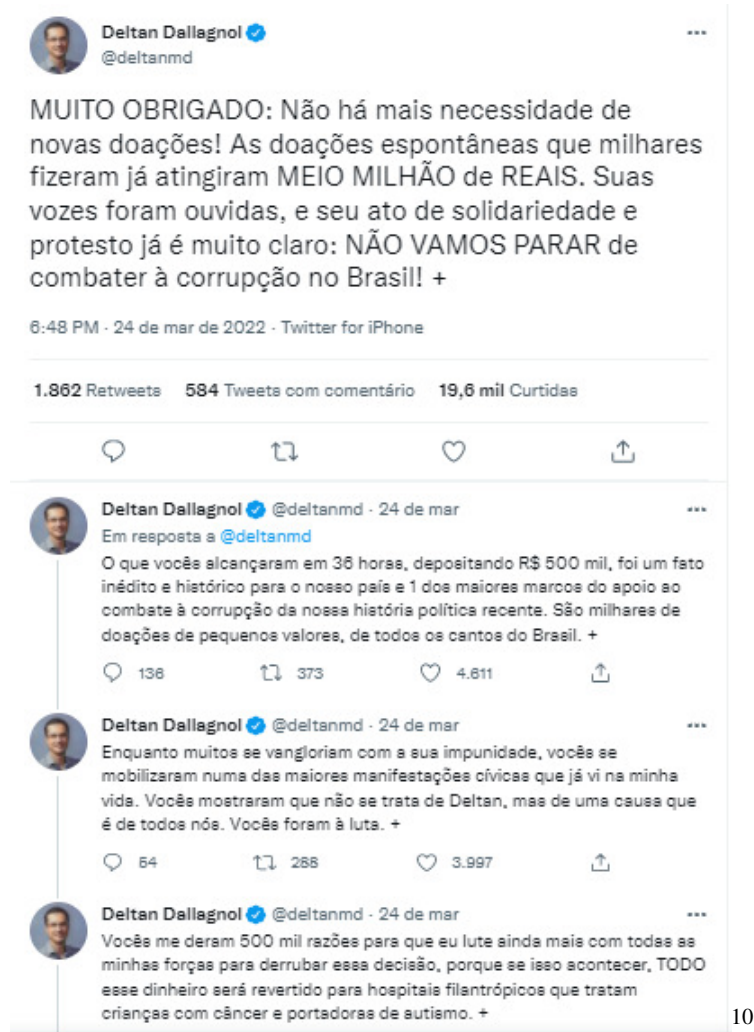 Deltan Dallagnol
@deltanmd
MUITO OBRIGADO: Não há mais necessidade de
novas doações! As doações espontâneas que milhares
fizeram já atingiram MEIO MILHÃO de REAIS. Suas
vozes foram ouvidas, e seu ato de solidariedade e
protesto já é muito claro: NÃO VAMOS PARAR de
combater à corrupção no Brasil! +
6:48 PM · 24 de mar de 2022 · Twitter for iPhone
1.862 Retweets 584 Tweets com comentário 19,6 mil Curtidas
Deltan Dallagnol @deltanmd · 24 de mar
Em resposta a @deltanmd
O que vocês alcançaram em 36 horas, depositando R$ 500 mil, foi um fato
inédito e histórico para o nosso país e 1 dos maiores marcos do apoio ao
combate à corrupção da nossa história política recente. São milhares de
doações de pequenos valores, de todos os cantos do Brasil. +
136 373 4.611
Deltan Dallagnol @deltanmd · 24 de mar
Enquanto muitos se vangloriam com a sua impunidade, vocês se
mobilizaram numa das maiores manifestações cívicas que já vi na minha
vida. Vocês mostraram que não se trata de Deltan, mas de uma causa que
é de todos nós. Vocês foram à luta. +
54 288 3.997
Deltan Dallagnol @deltanmd · 24 de mar
Vocês me deram 500 mil razões para que eu lute ainda mais com todas as
minhas forças para derrubar essa decisão, porque se isso acontecer, TODO
esse dinheiro será revertido para hospitais filantrópicos que tratam
crianças com câncer e portadoras de autismo. +
10